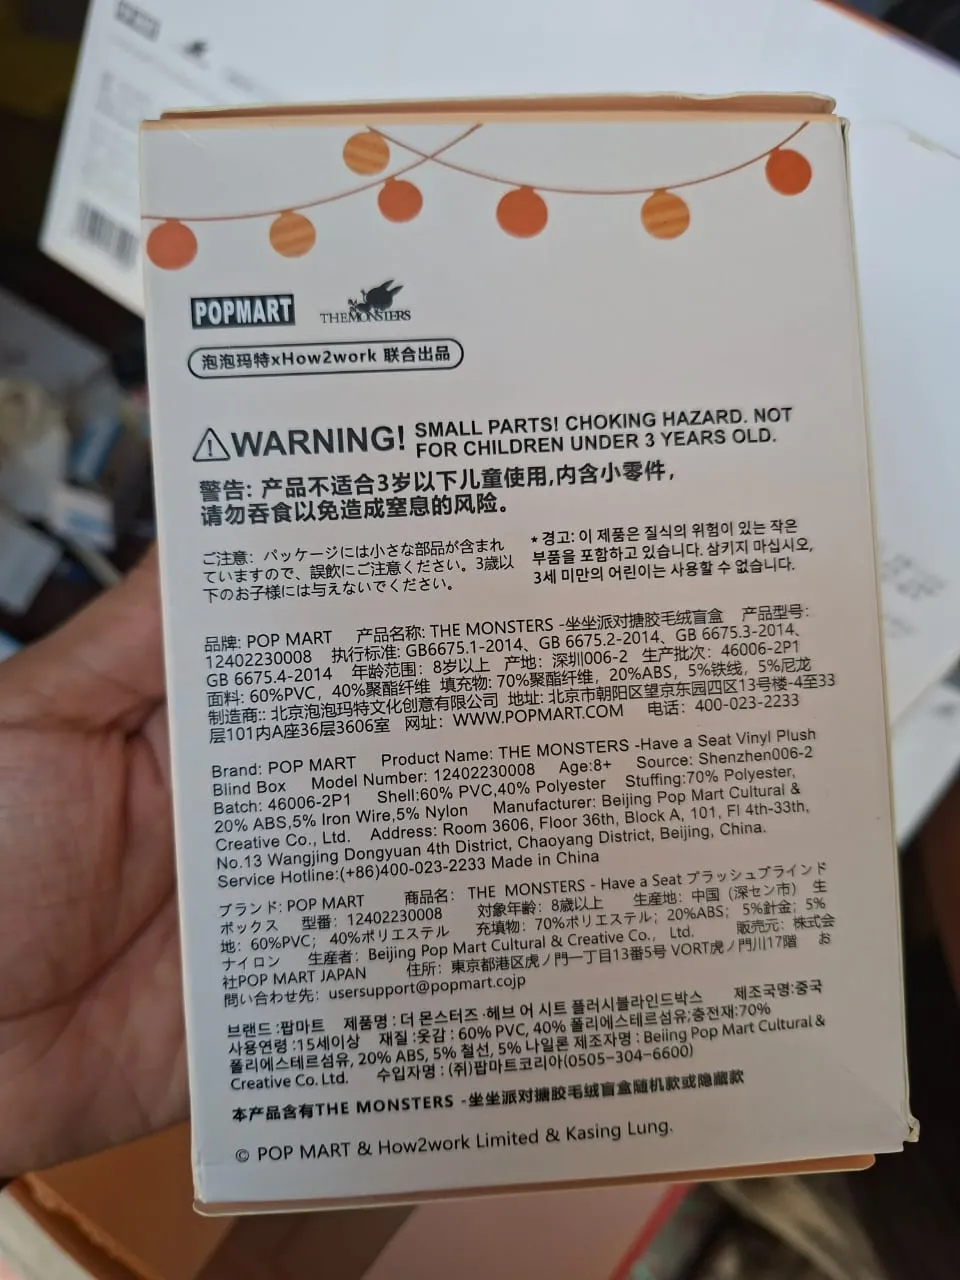 POPMART
THE MONSTERS
泡泡玛特xHow2work 联合出品
WARNING! SMALL PARTS! CHOKING HAZARD. NOT
FOR CHILDREN UNDER 3 YEARS OLD.
警告: 产品不适合3岁以下儿童使用,内含小零件,
请勿吞食以免造成窒息的风险。
ご注意: パッケージには小さな部品が含まれ
ていますので、誤飲にご注意ください。3歳以
下のお子様には与えないでください。
* 경고: 이 제품은 질식의 위험이 있는 작은
부품을 포함하고 있습니다. 삼키지 마십시오,
3세 미만의 어린이는 사용할 수 없습니다.
品牌: POP MART 产品名称: THE MONSTERS -坐坐派对搪胶毛绒盲盒 产品型号:
12402230008 执行标准: GB6675.1-2014、GB 6675.2-2014、GB 6675.3-2014、
GB 6675.4-2014 年龄范围: 8岁以上 产地: 深圳006-2 生产批次: 46006-2P1
面料: 60%PVC, 40%聚酯纤维 填充物: 70%聚酯纤维, 20%ABS, 5%铁线, 5%尼龙
制造商:: 北京泡泡玛特文化创意有限公司 地址: 北京市朝阳区望京东园四区13号楼-4至33
层101内A座36层3606室 网址: WWW.POPMART.COM 电话: 400-023-2233
Brand: POP MART Product Name: THE MONSTERS -Have a Seat Vinyl Plush
Blind Box Model Number: 12402230008 Age:8+ Source: Shenzhen006-2
Batch: 46006-2P1 Shell:60% PVC,40% Polyester Stuffing:70% Polyester,
20% ABS,5% Iron Wire,5% Nylon Manufacturer: Beijing Pop Mart Cultural &
Creative Co., Ltd. Address: Room 3606, Floor 36th, Block A, 101, Fl 4th-33th,
No.13 Wangjing Dongyuan 4th District, Chaoyang District, Beijing, China.
Service Hotline:(+86)400-023-2233 Made in China
ブランド: POP MART 商品名: THE MONSTERS - Have a Seat プラッシュブラインド
ボックス 型番: 12402230008 対象年齢: 8歳以上 生産地: 中国（深セン市） 生
地: 60%PVC; 40%ポリエステル 充填物: 70%ポリエステル; 20%ABS; 5%針金; 5%
ナイロン 生産者: Beijing Pop Mart Cultural & Creative Co., Ltd. 販売元: 株式会
社POP MART JAPAN 住所: 東京都港区虎ノ門一丁目13番5号 VORT虎ノ門川17階 お
問い合わせ先: usersupport@popmart.cojp
브랜드 :팝마트 제품명 : 더 몬스터즈 ·헤브 어 시트 플러시블라인드박스 제조국명:중국
사용연령 :15세이상 재질 :옷감 : 60% PVC, 40% 폴리에스테르섬유;충전재:70%
폴리에스테르섬유, 20% ABS, 5% 철선, 5% 나일론 제조자명 : Beiing Pop Mart Cultural &
Creative Co. Ltd. 수입자명 : (쥐)팝마트코리아(0505-304-6600)
本产品含有THE MONSTERS -坐坐派对搪胶毛绒盲盒随机款或隐藏款
© POP MART & How2work Limited & Kasing Lung.